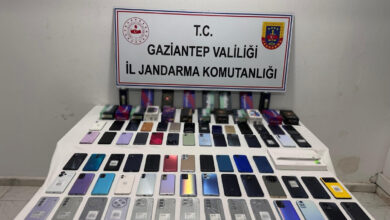 T.C.
GAZİANTEP VALİLİĞİ
İL JANDARMA KOMUTANLIĞI